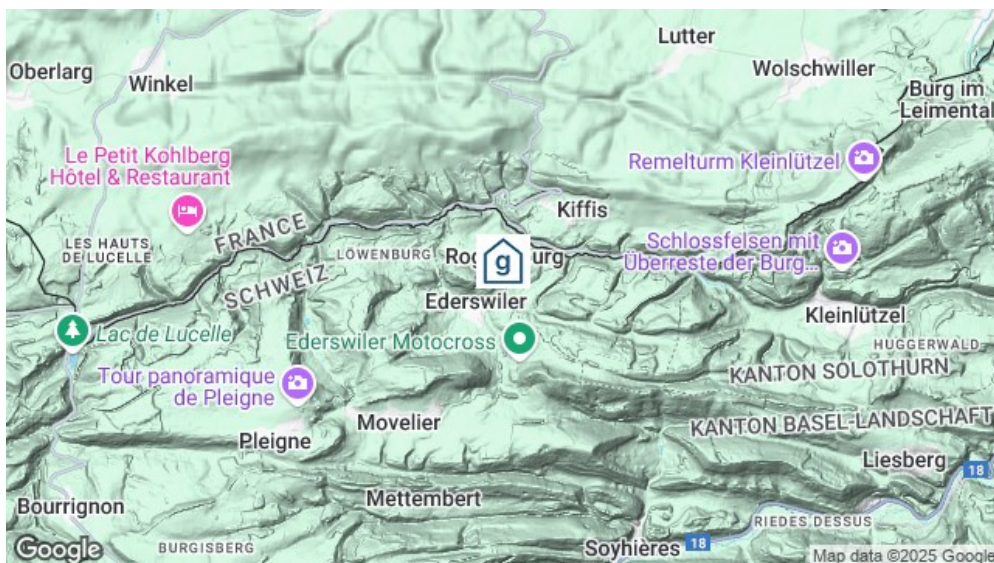 Lutter
Oberlarg
Winkel
Wolschwiller
Burg im
Leimental
Le Petit Kohlberg
Hôtel & Restaurant
Remelturm Kleinlützel
Kiffis
FRANCE
LES HAUTS
DE LUCELLE
LÖWENBURG
g
Schlossfelsen mit
Überreste der Burg...
SCHWEIZ
Ederswiler
Kleinlützel
Lac de Lucelle
Ederswiler Motocross
HUGGERWALD
KANTON SOLOTHURN
Tour panoramique
de Pleigne
Movelier
KANTON BASEL-LANDSCHAFT
Pleigne
Liesberg
18
Mettembert
Bourrignon
RIEDES DESSUS
Google
BURGISBERG
Soyhières
18
Map data ©2025 Google